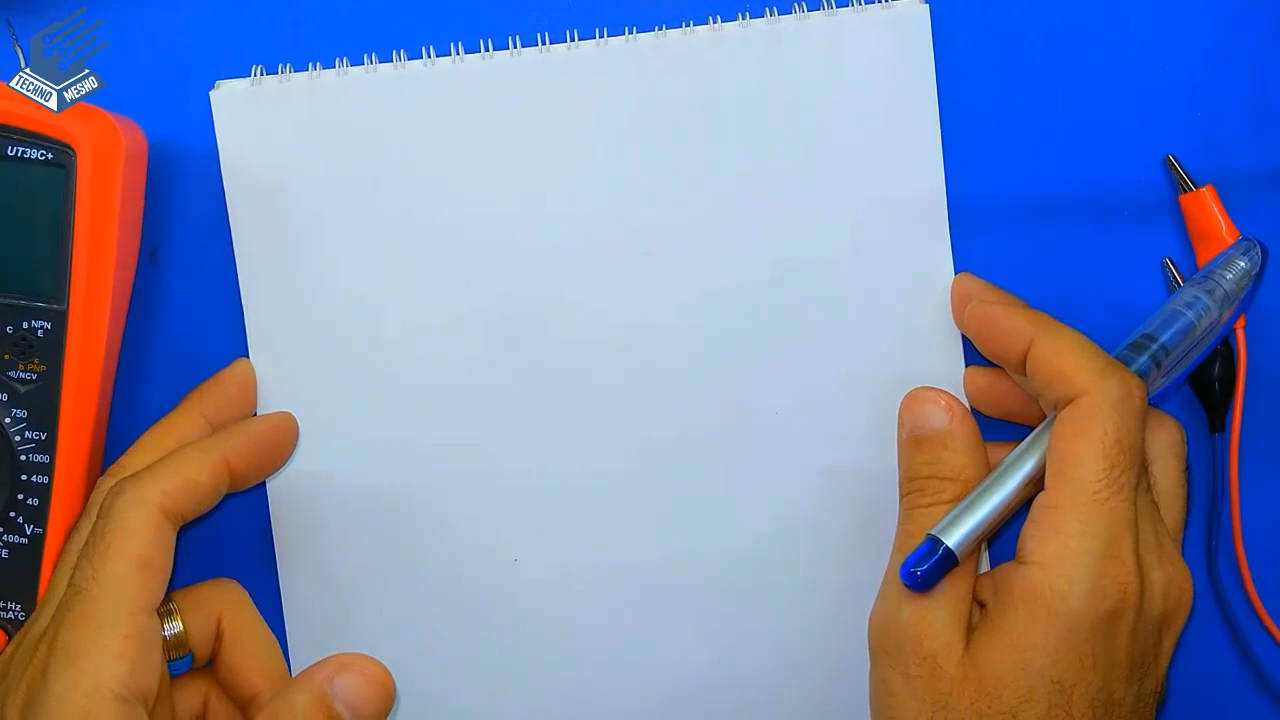 TECHNO
MESHO
UT39C+
C B NPN
E
b PNP
/NCV
750
NCV
1000
400
40
4
V
400m
Hz
mA°C